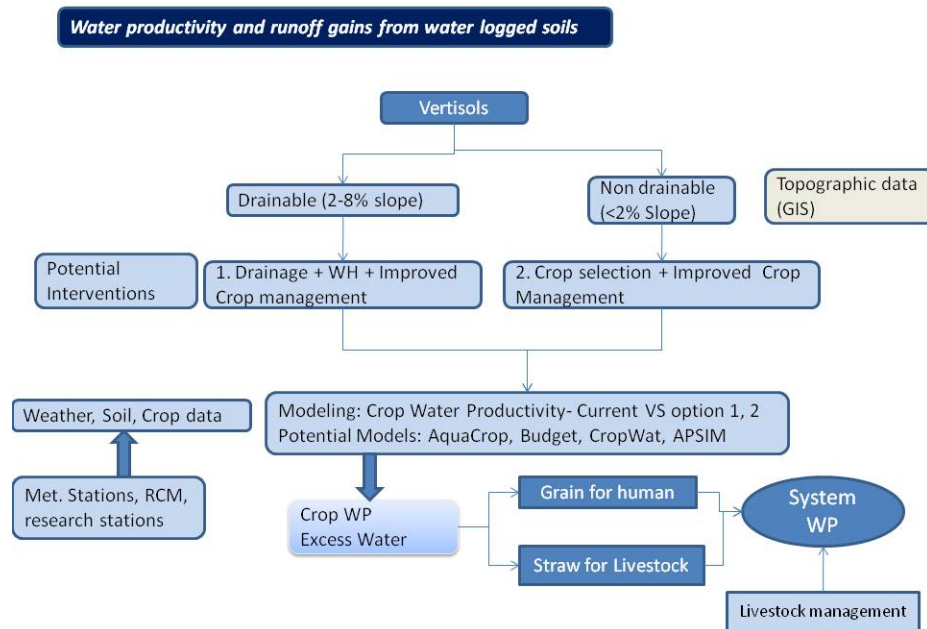 Water productivity and runoff gains from water logged soils
Vertisols
Drainable (2-8% slope)
Non drainable
(<2% Slope)
Topographic data
(GIS)
Potential
Interventions
1. Drainage + WH + Improved
Crop management
2. Crop selection + Improved Crop
Management
Weather, Soil, Crop data
Modeling: Crop Water Productivity- Current VS option 1, 2
Potential Models: AquaCrop, Budget, CropWat, APSIM
Met. Stations, RCM,
research stations
Crop WP
Excess Water
Grain for human
Straw for Livestock
System
WP
Livestock management